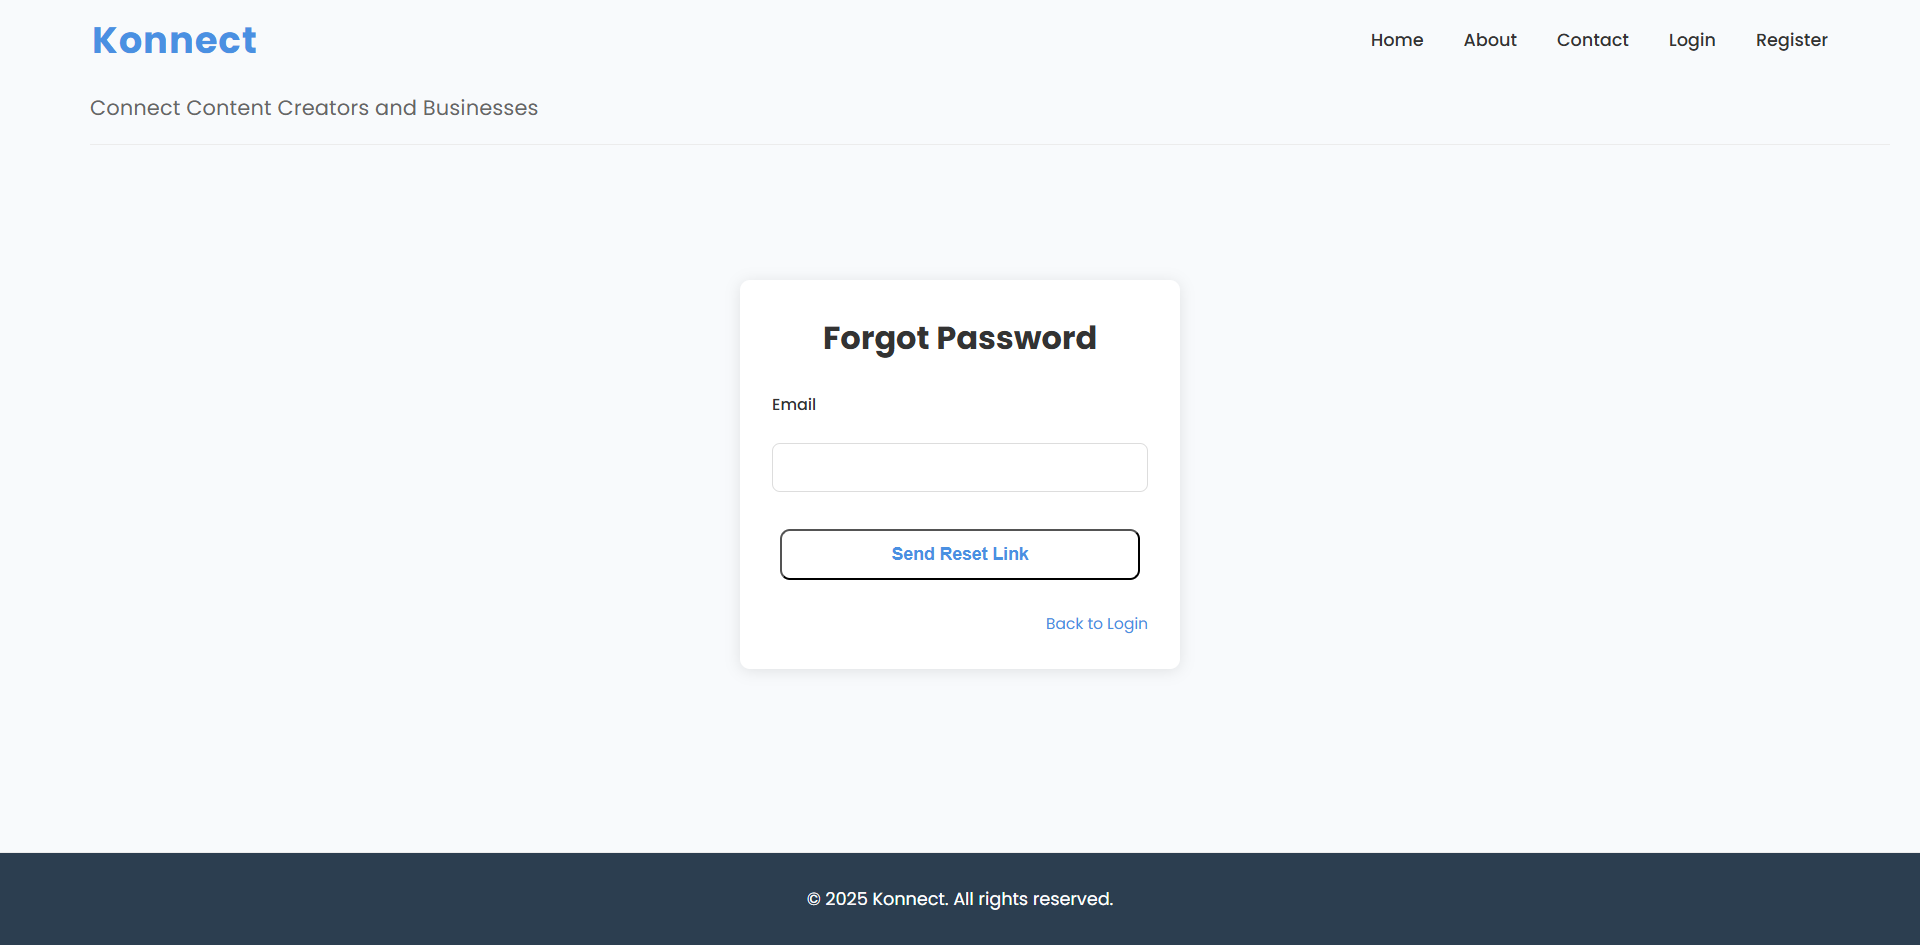 Konnect
Home About Contact Login Register
Connect Content Creators and Businesses
Forgot Password
Email
Send Reset Link
Back to Login
© 2025 Konnect. All rights reserved.